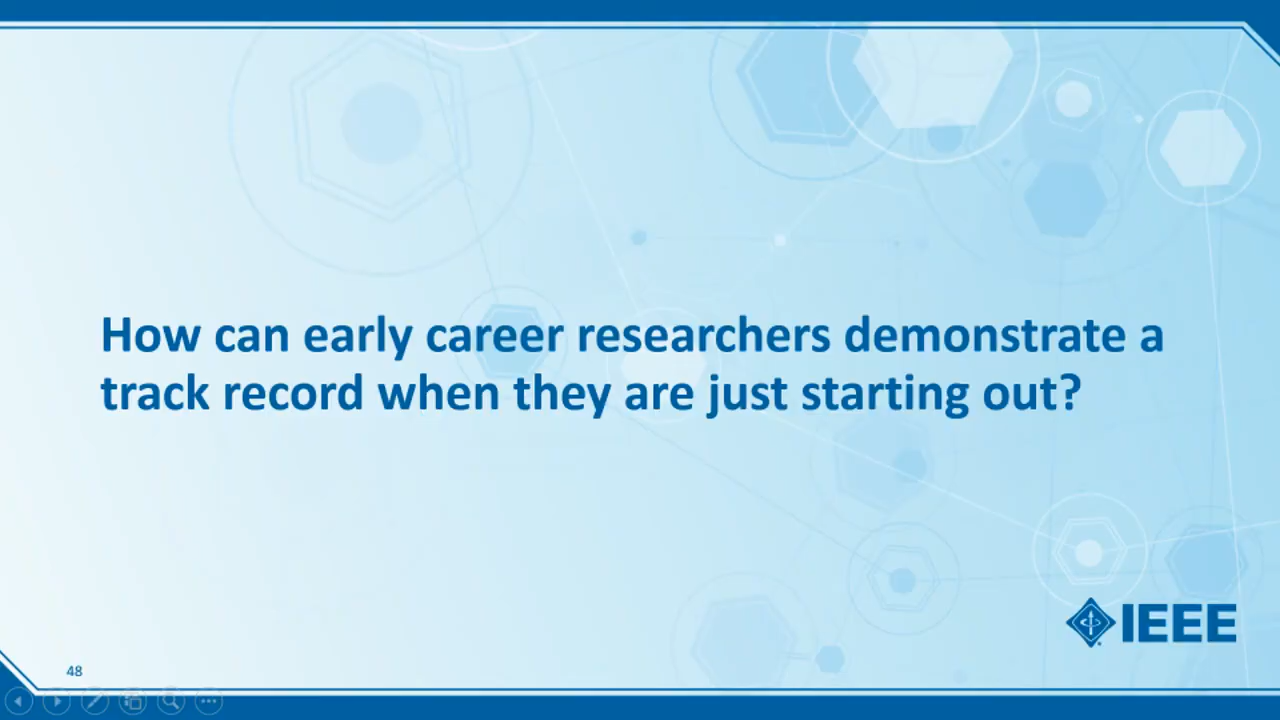 How can early career researchers demonstrate a
track record when they are just starting out?
IEEE
48